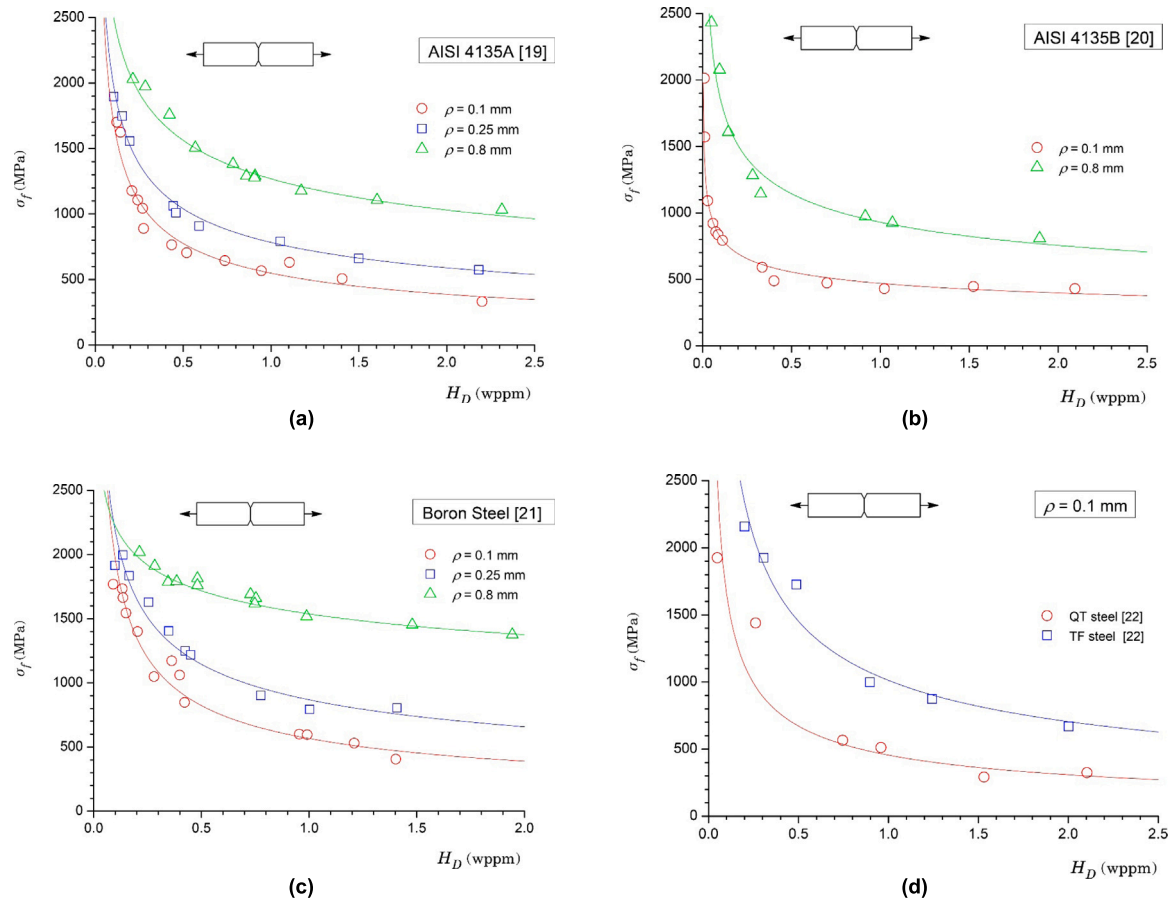 2500
2000
1500
1000
500
0
σf (MPa)
AISI 4135A [19]
ρ = 0.1 mm
ρ = 0.25 mm
ρ = 0.8 mm
0.0 0.5 1.0 1.5 2.0 2.5
H_D (wppm)
(a)
2500
2000
1500
1000
500
0
σf (MPa)
AISI 4135B [20]
ρ = 0.1 mm
ρ = 0.8 mm
0.0 0.5 1.0 1.5 2.0 2.5
H_D (wppm)
(b)
2500
2000
1500
1000
500
0
σf (MPa)
Boron Steel [21]
ρ = 0.1 mm
ρ = 0.25 mm
ρ = 0.8 mm
0.0 0.5 1.0 1.5 2.0
H_D (wppm)
(c)
2500
2000
1500
1000
500
0
σf (MPa)
ρ = 0.1 mm
QT steel [22]
TF steel [22]
0.0 0.5 1.0 1.5 2.0 2.5
H_D (wppm)
(d)